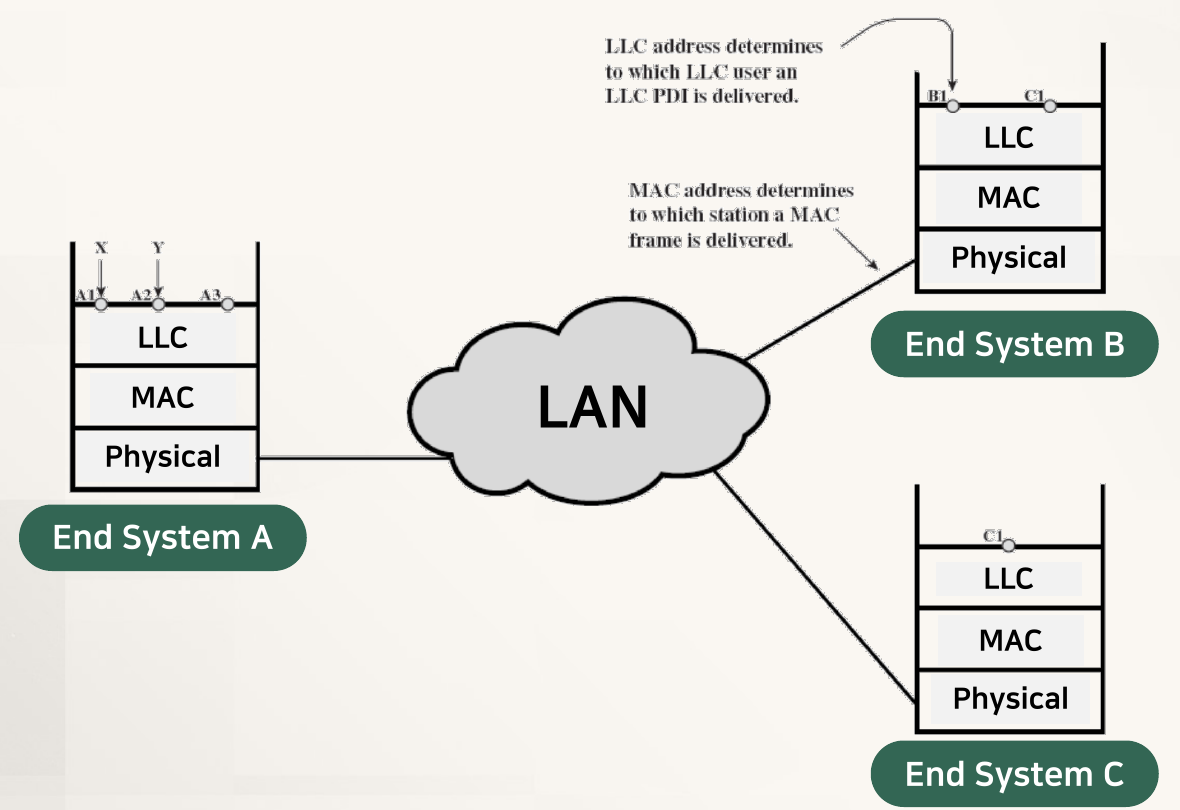 LLC address determines
to which LLC user an
LLC PDI is delivered.
B1
C1
LLC
MAC
Physical
End System B
MAC address determines
to which station a MAC
frame is delivered.
X
Y
A1
A2
A3
LLC
MAC
Physical
End System A
LAN
C1
LLC
MAC
Physical
End System C